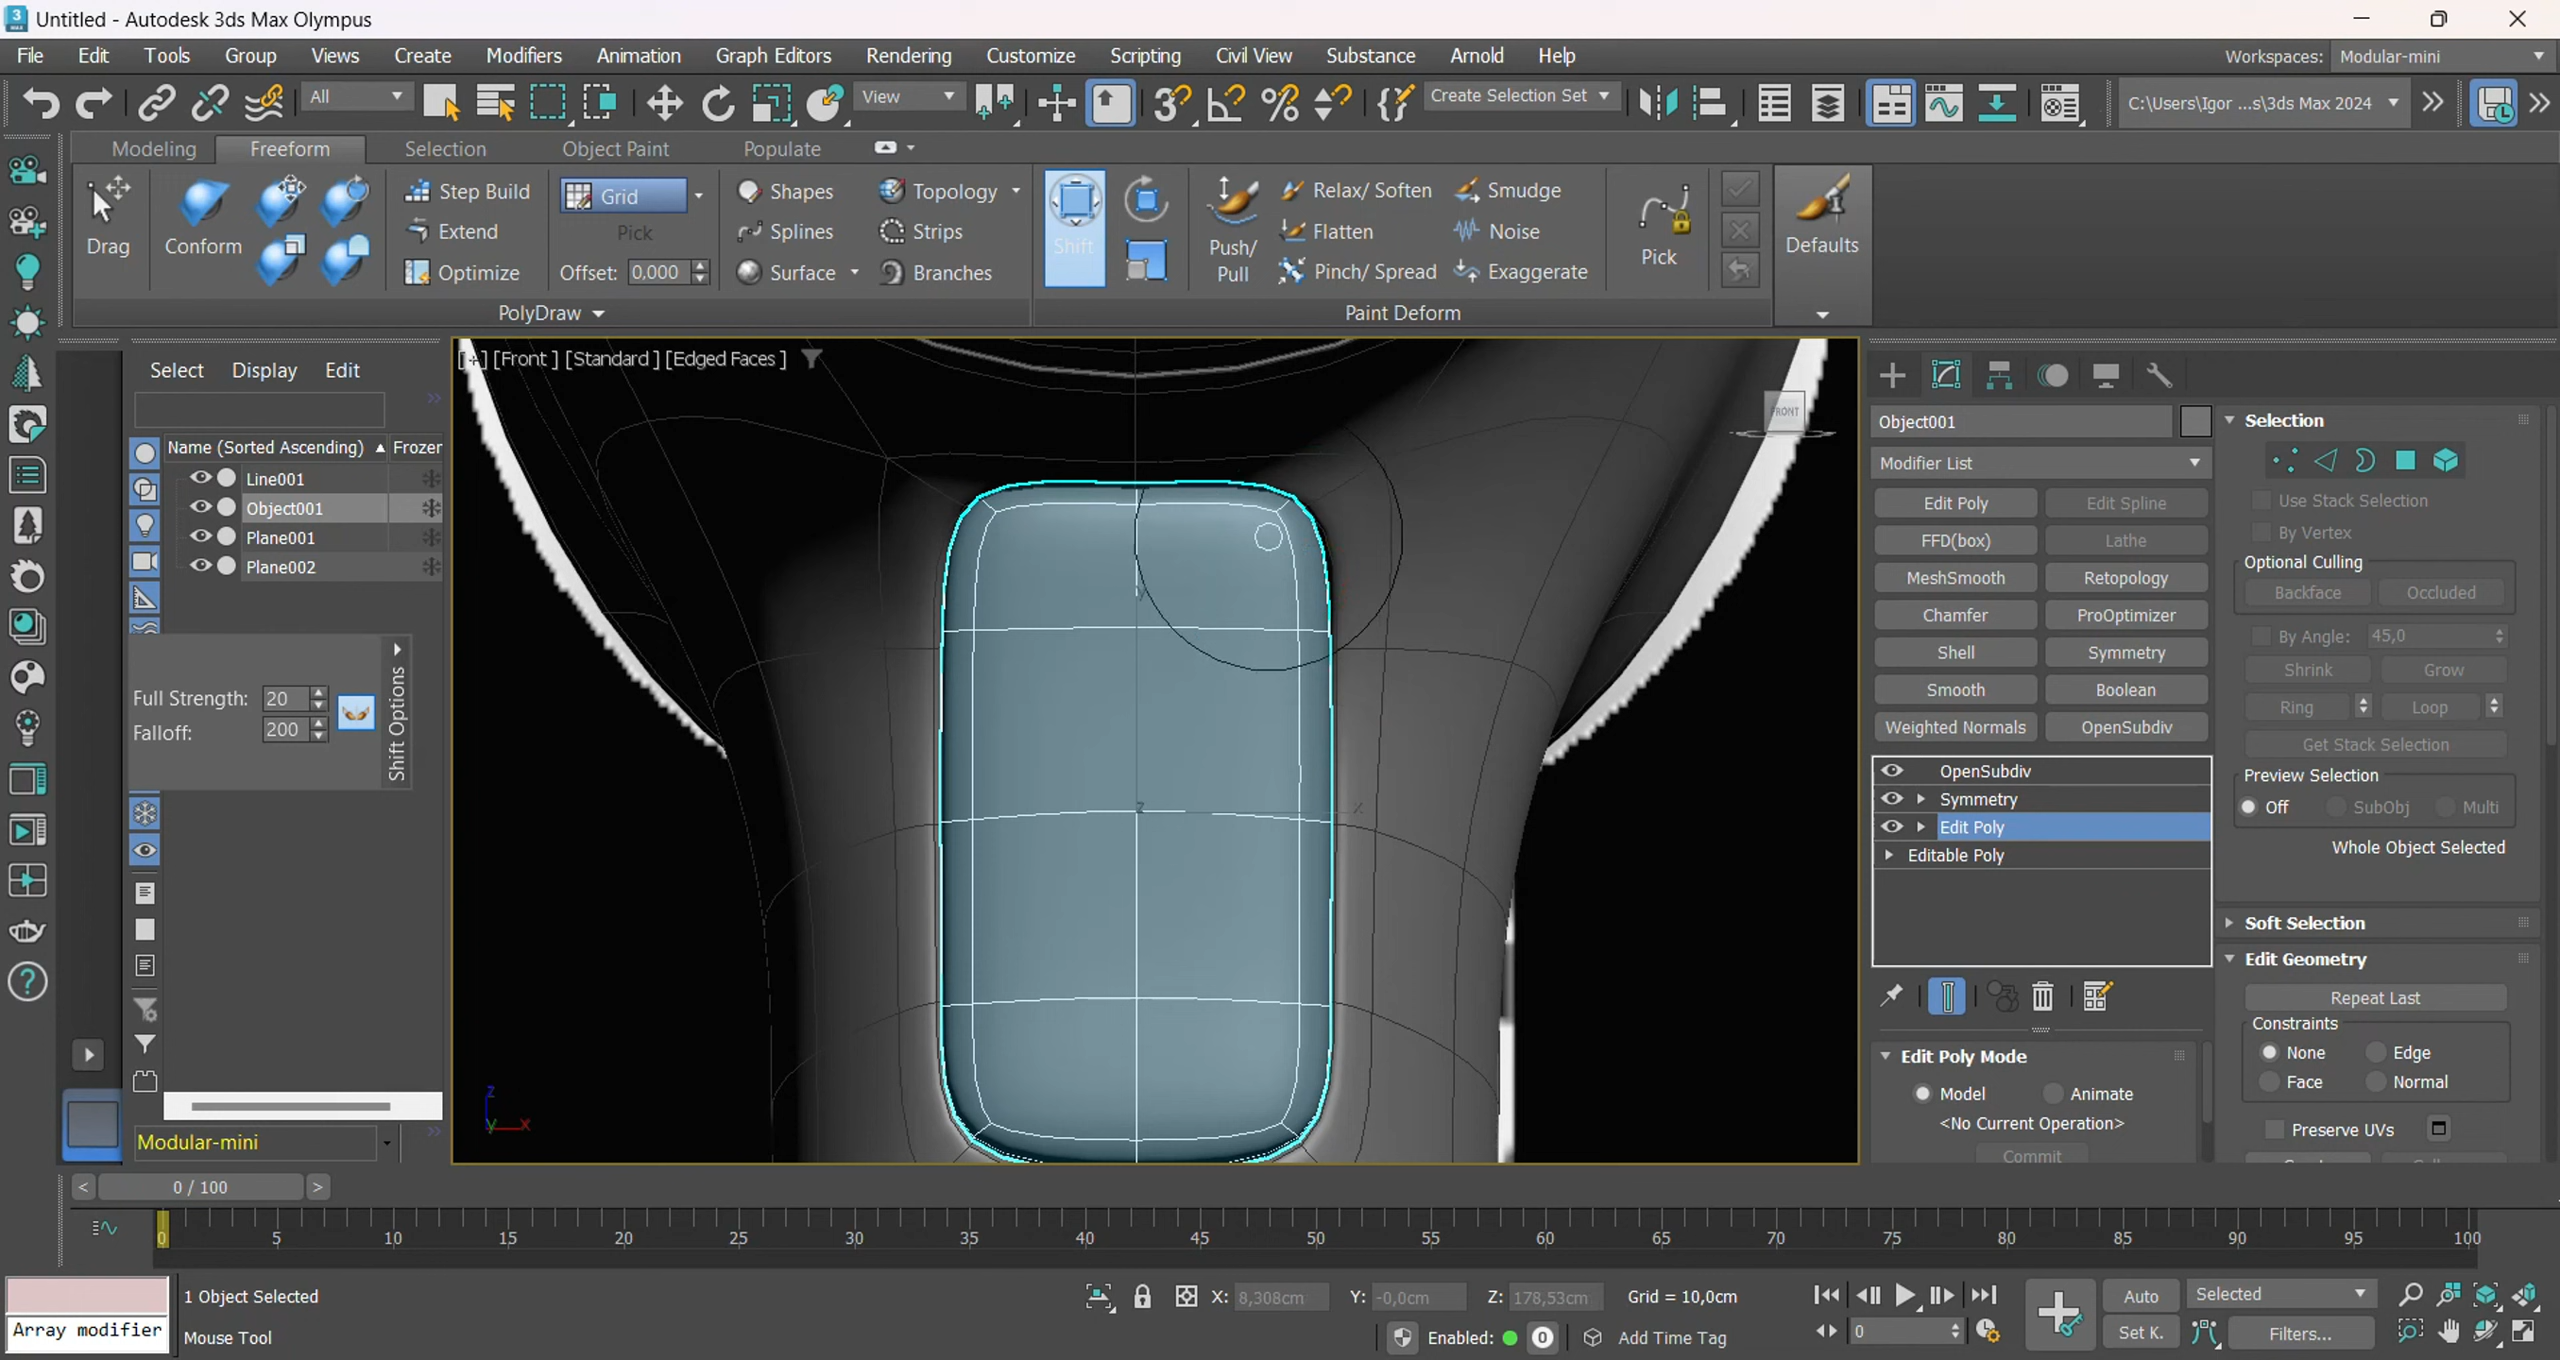 Untitled - Autodesk 3ds Max Olympus
File Edit Tools Group Views Create Modifiers Animation Graph Editors Rendering Customize Scripting Civil View Substance Arnold Help Workspaces: Modular-mini
All View Create Selection Set C:\Users\Igor ...s\3ds Max 2024
Modeling Freeform Selection Object Paint Populate
Drag Conform Step Build Extend Optimize
Grid Pick Offset: 0,000
Shapes Splines Surface
Topology Strips Branches
PolyDraw
Shift Push/ Pull
Relax/ Soften Flatten Pinch/ Spread
Smudge Noise Exaggerate
Pick
Paint Deform
Defaults
Select Display Edit
Name (Sorted Ascending) Frozen
Line001
Object001
Plane001
Plane002
Full Strength: 20
Falloff: 200
Shift Options
Modular-mini
[+] [Front ] [Standard ] [Edged Faces ]
FRONT
y
z
x
z
y
x
Object001
Modifier List
Edit Poly Edit Spline
FFD(box) Lathe
MeshSmooth Retopology
Chamfer ProOptimizer
Shell Symmetry
Smooth Boolean
Weighted Normals OpenSubdiv
OpenSubdiv
Symmetry
Edit Poly
Editable Poly
Edit Poly Mode
Model Animate
<No Current Operation>
Commit
Selection
Use Stack Selection
By Vertex
Optional Culling
Backface Occluded
By Angle: 45,0
Shrink Grow
Ring Loop
Get Stack Selection
Preview Selection
Off SubObj Multi
Whole Object Selected
Soft Selection
Edit Geometry
Repeat Last
Constraints
None Edge
Face Normal
Preserve UVs
< 0 / 100 >
0 5 10 15 20 25 30 35 40 45 50 55 60 65 70 75 80 85 90 95 100
Array modifier
1 Object Selected
Mouse Tool
X: 8,308cm Y: -0,0cm Z: 178,53cm Grid = 10,0cm
Enabled: 0 Add Time Tag
0
Auto Selected
Set K. Filters...